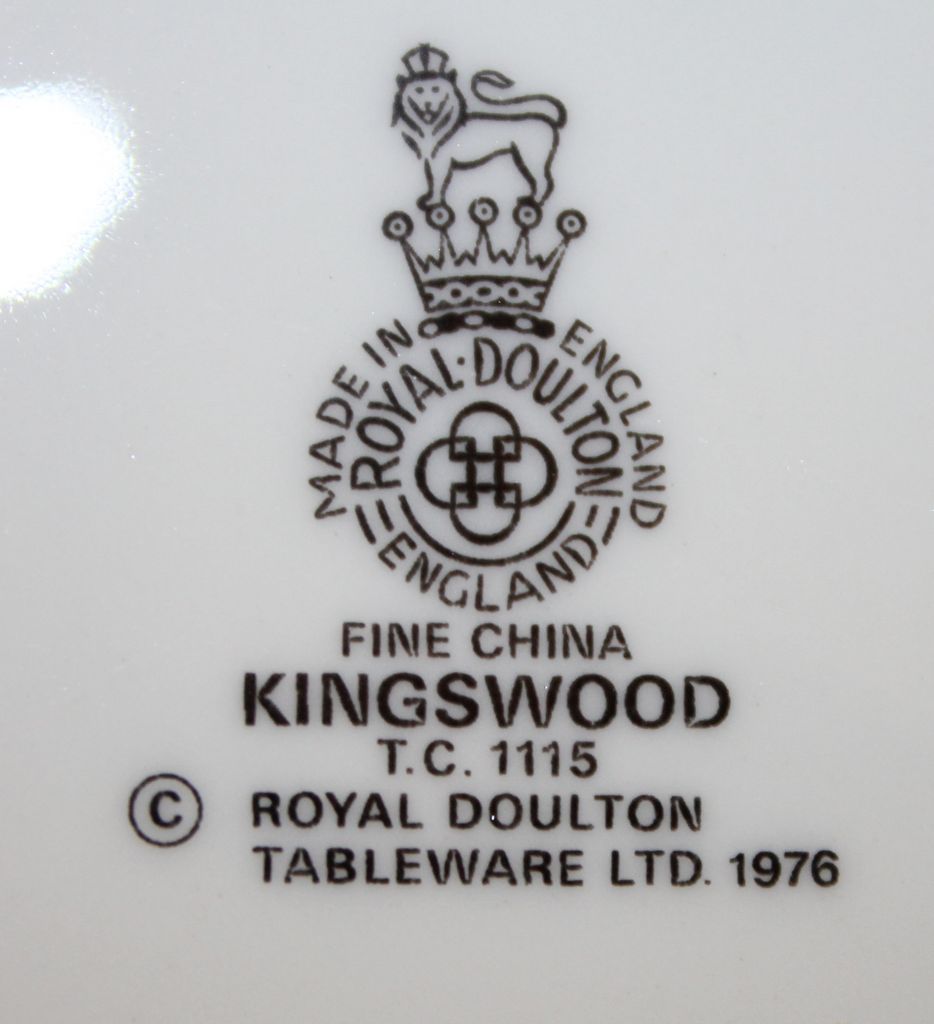 MADE IN ENGLAND
ROYAL·DOULTON
ENGLAND
FINE CHINA
KINGSWOOD
T.C. 1115
© ROYAL DOULTON
TABLEWARE LTD. 1976